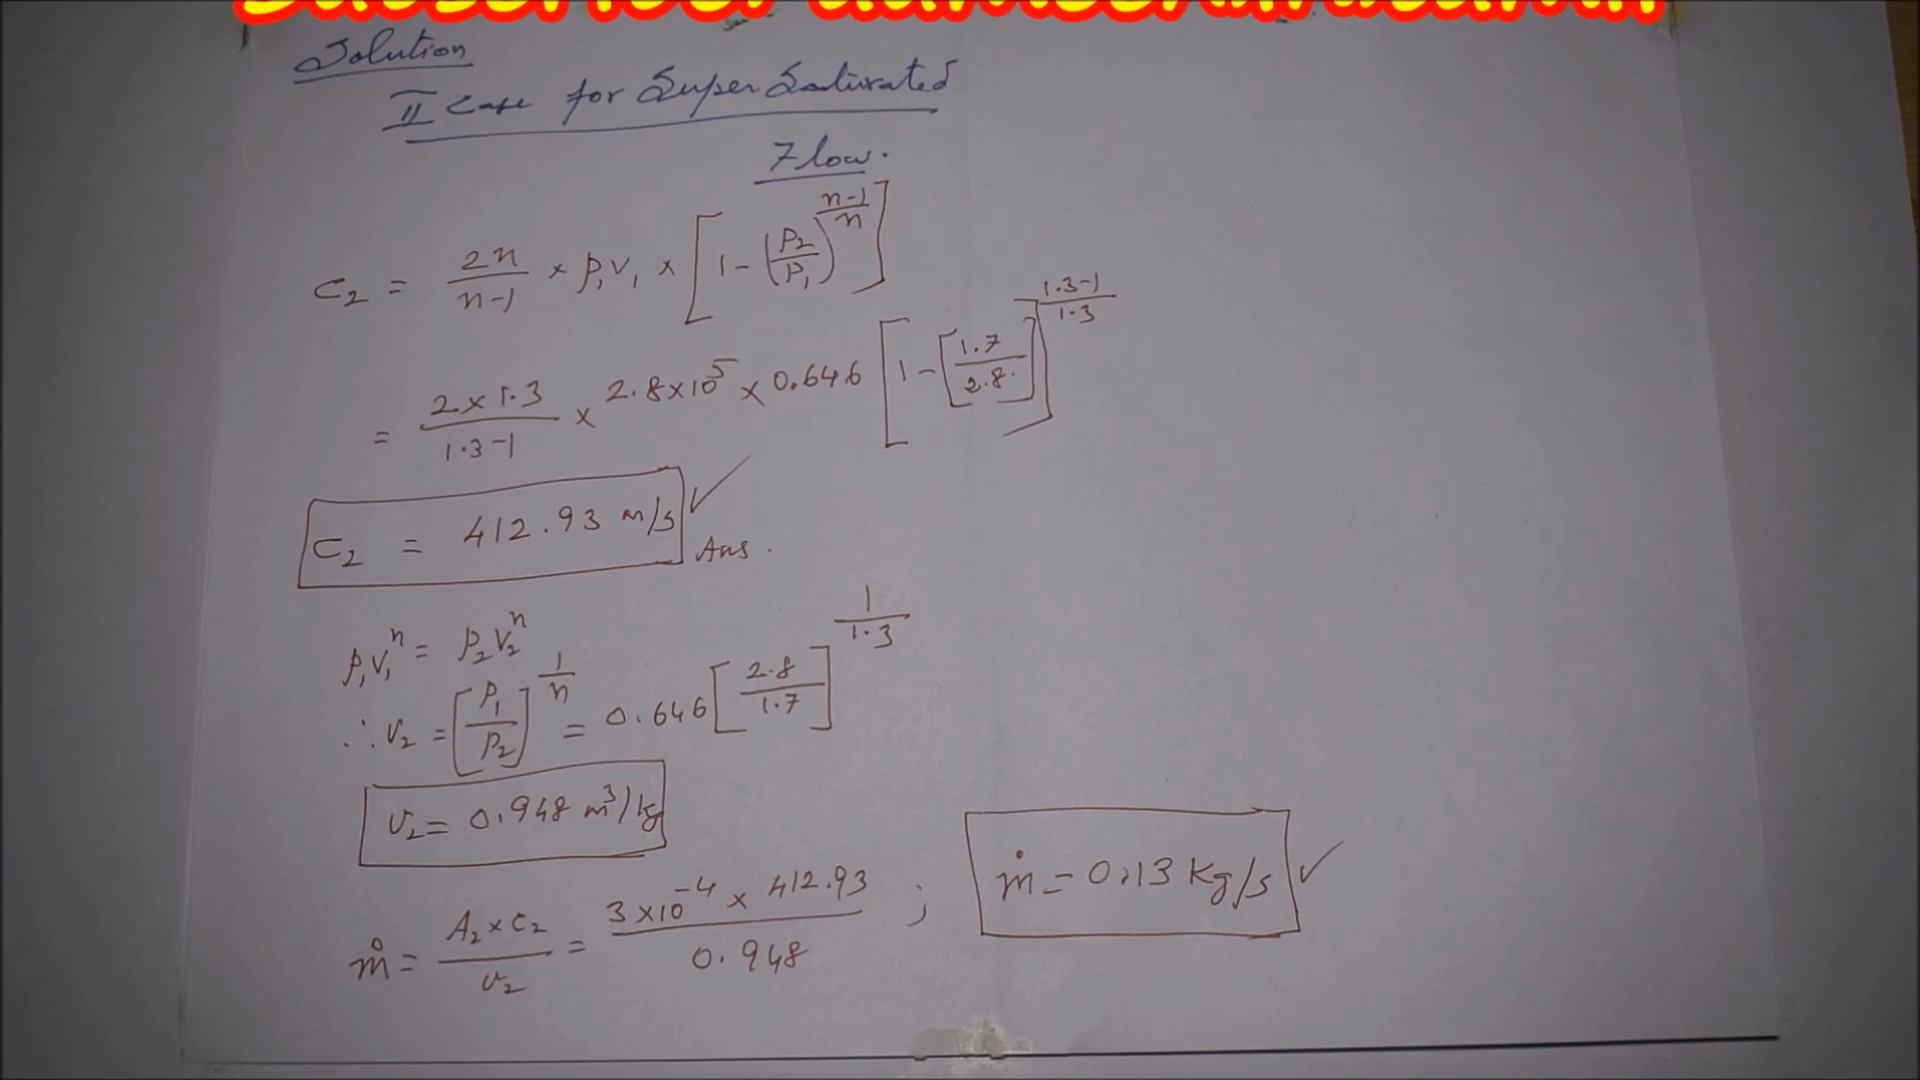 Solution
II Case for Super Saturated
Flow.
C₂ = 2n/(n-1) × P₁V₁ × [1 - (P₂/P₁)^((n-1)/n)]
= (2×1.3)/(1.3-1) × 2.8×10⁵ × 0.646 [1 - [1.7/2.8.]]^((1.3-1)/1.3)
C₂ = 412.93 m/s ✓
Ans.
P₁V₁ⁿ = P₂V₂ⁿ
∴ V₂ = [P₁/P₂]^(1/n) = 0.646 [2.8/1.7]^(1/1.3)
V₂ = 0.948 m³/kg
ṁ = (A₂×C₂)/V₂ = (3×10⁻⁴ × 412.93)/0.948 ; ṁ = 0.13 Kg/s ✓